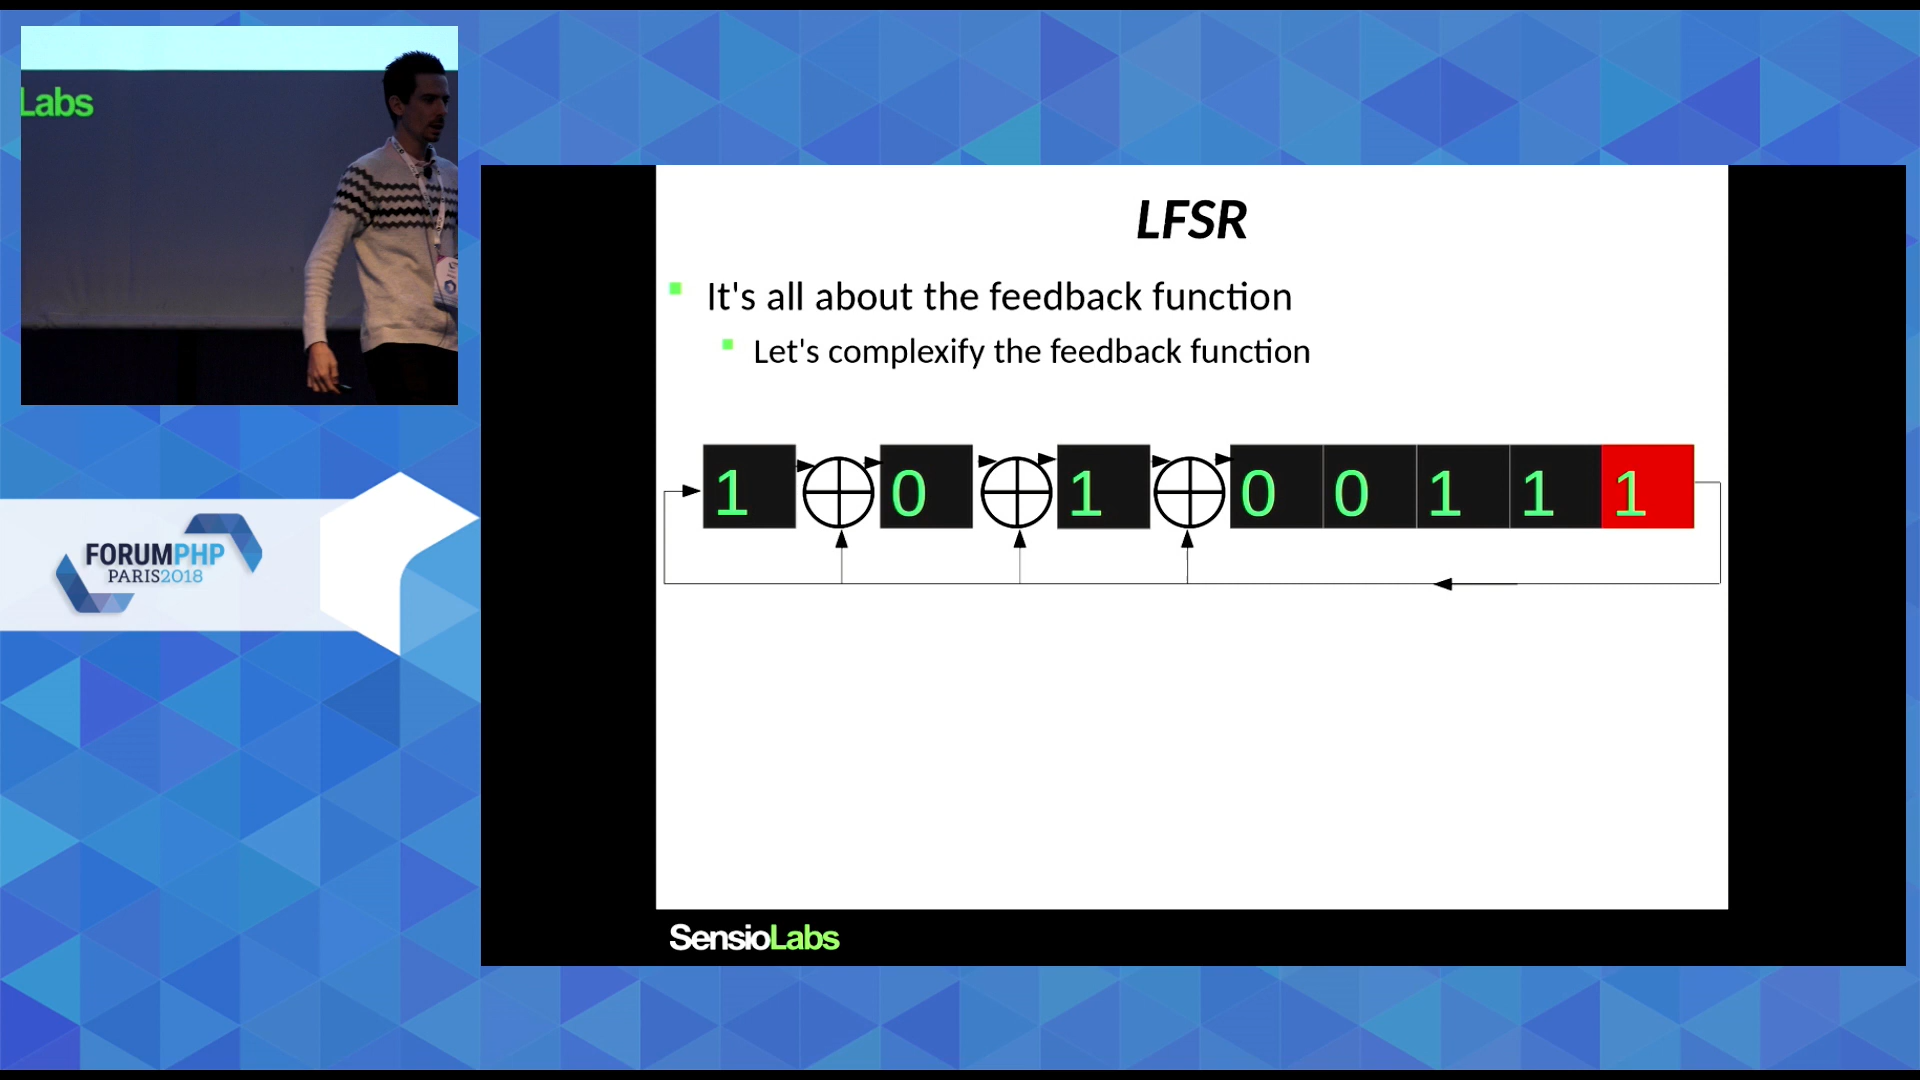 Labs
LFSR
It's all about the feedback function
Let's complexify the feedback function
1 0 1 0 0 1 1 1
FORUMPHP
PARIS2018
SensioLabs